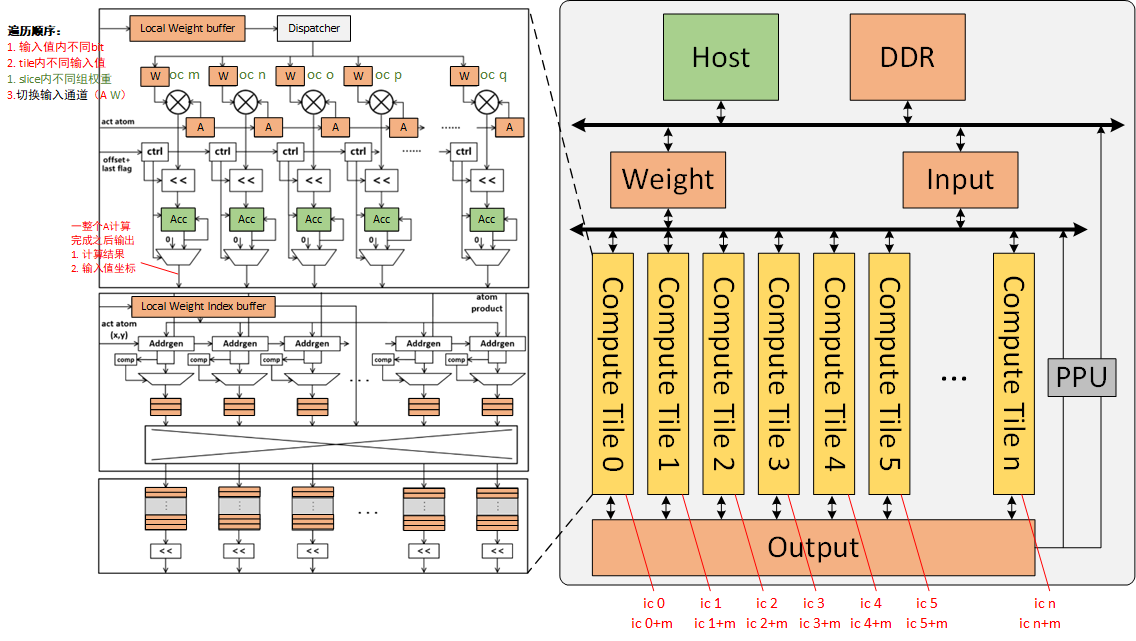 遍历顺序：
1. 输入值内不同bit
2. tile内不同输入值
1. slice内不同组权重
3.切换输入通道（A W）
Local Weight buffer
Dispatcher
W oc m
W oc n
W oc o
W oc p
W oc q
act atom
A
A
A
A
......
A
offset+
last flag
ctrl
ctrl
ctrl
ctrl
......
ctrl
<<
<<
<<
<<
<<
Acc
Acc
Acc
Acc
Acc
0
0
0
0
0
一整个A计算
完成之后输出
1. 计算结果
2. 输入值坐标
Local Weight Index buffer
atom
product
act atom
(x,y)
Addrgen
Addrgen
Addrgen
Addrgen
Addrgen
comp
comp
comp
comp
comp
...
...
<<
<<
<<
<<
<<
Host
DDR
Weight
Input
Compute Tile 0
Compute Tile 1
Compute Tile 2
Compute Tile 3
Compute Tile 4
Compute Tile 5
...
Compute Tile n
PPU
Output
ic 0
ic 1
ic 2
ic 3
ic 4
ic 5
ic n
ic 0+m
ic 1+m
ic 2+m
ic 3+m
ic 4+m
ic 5+m
ic n+m